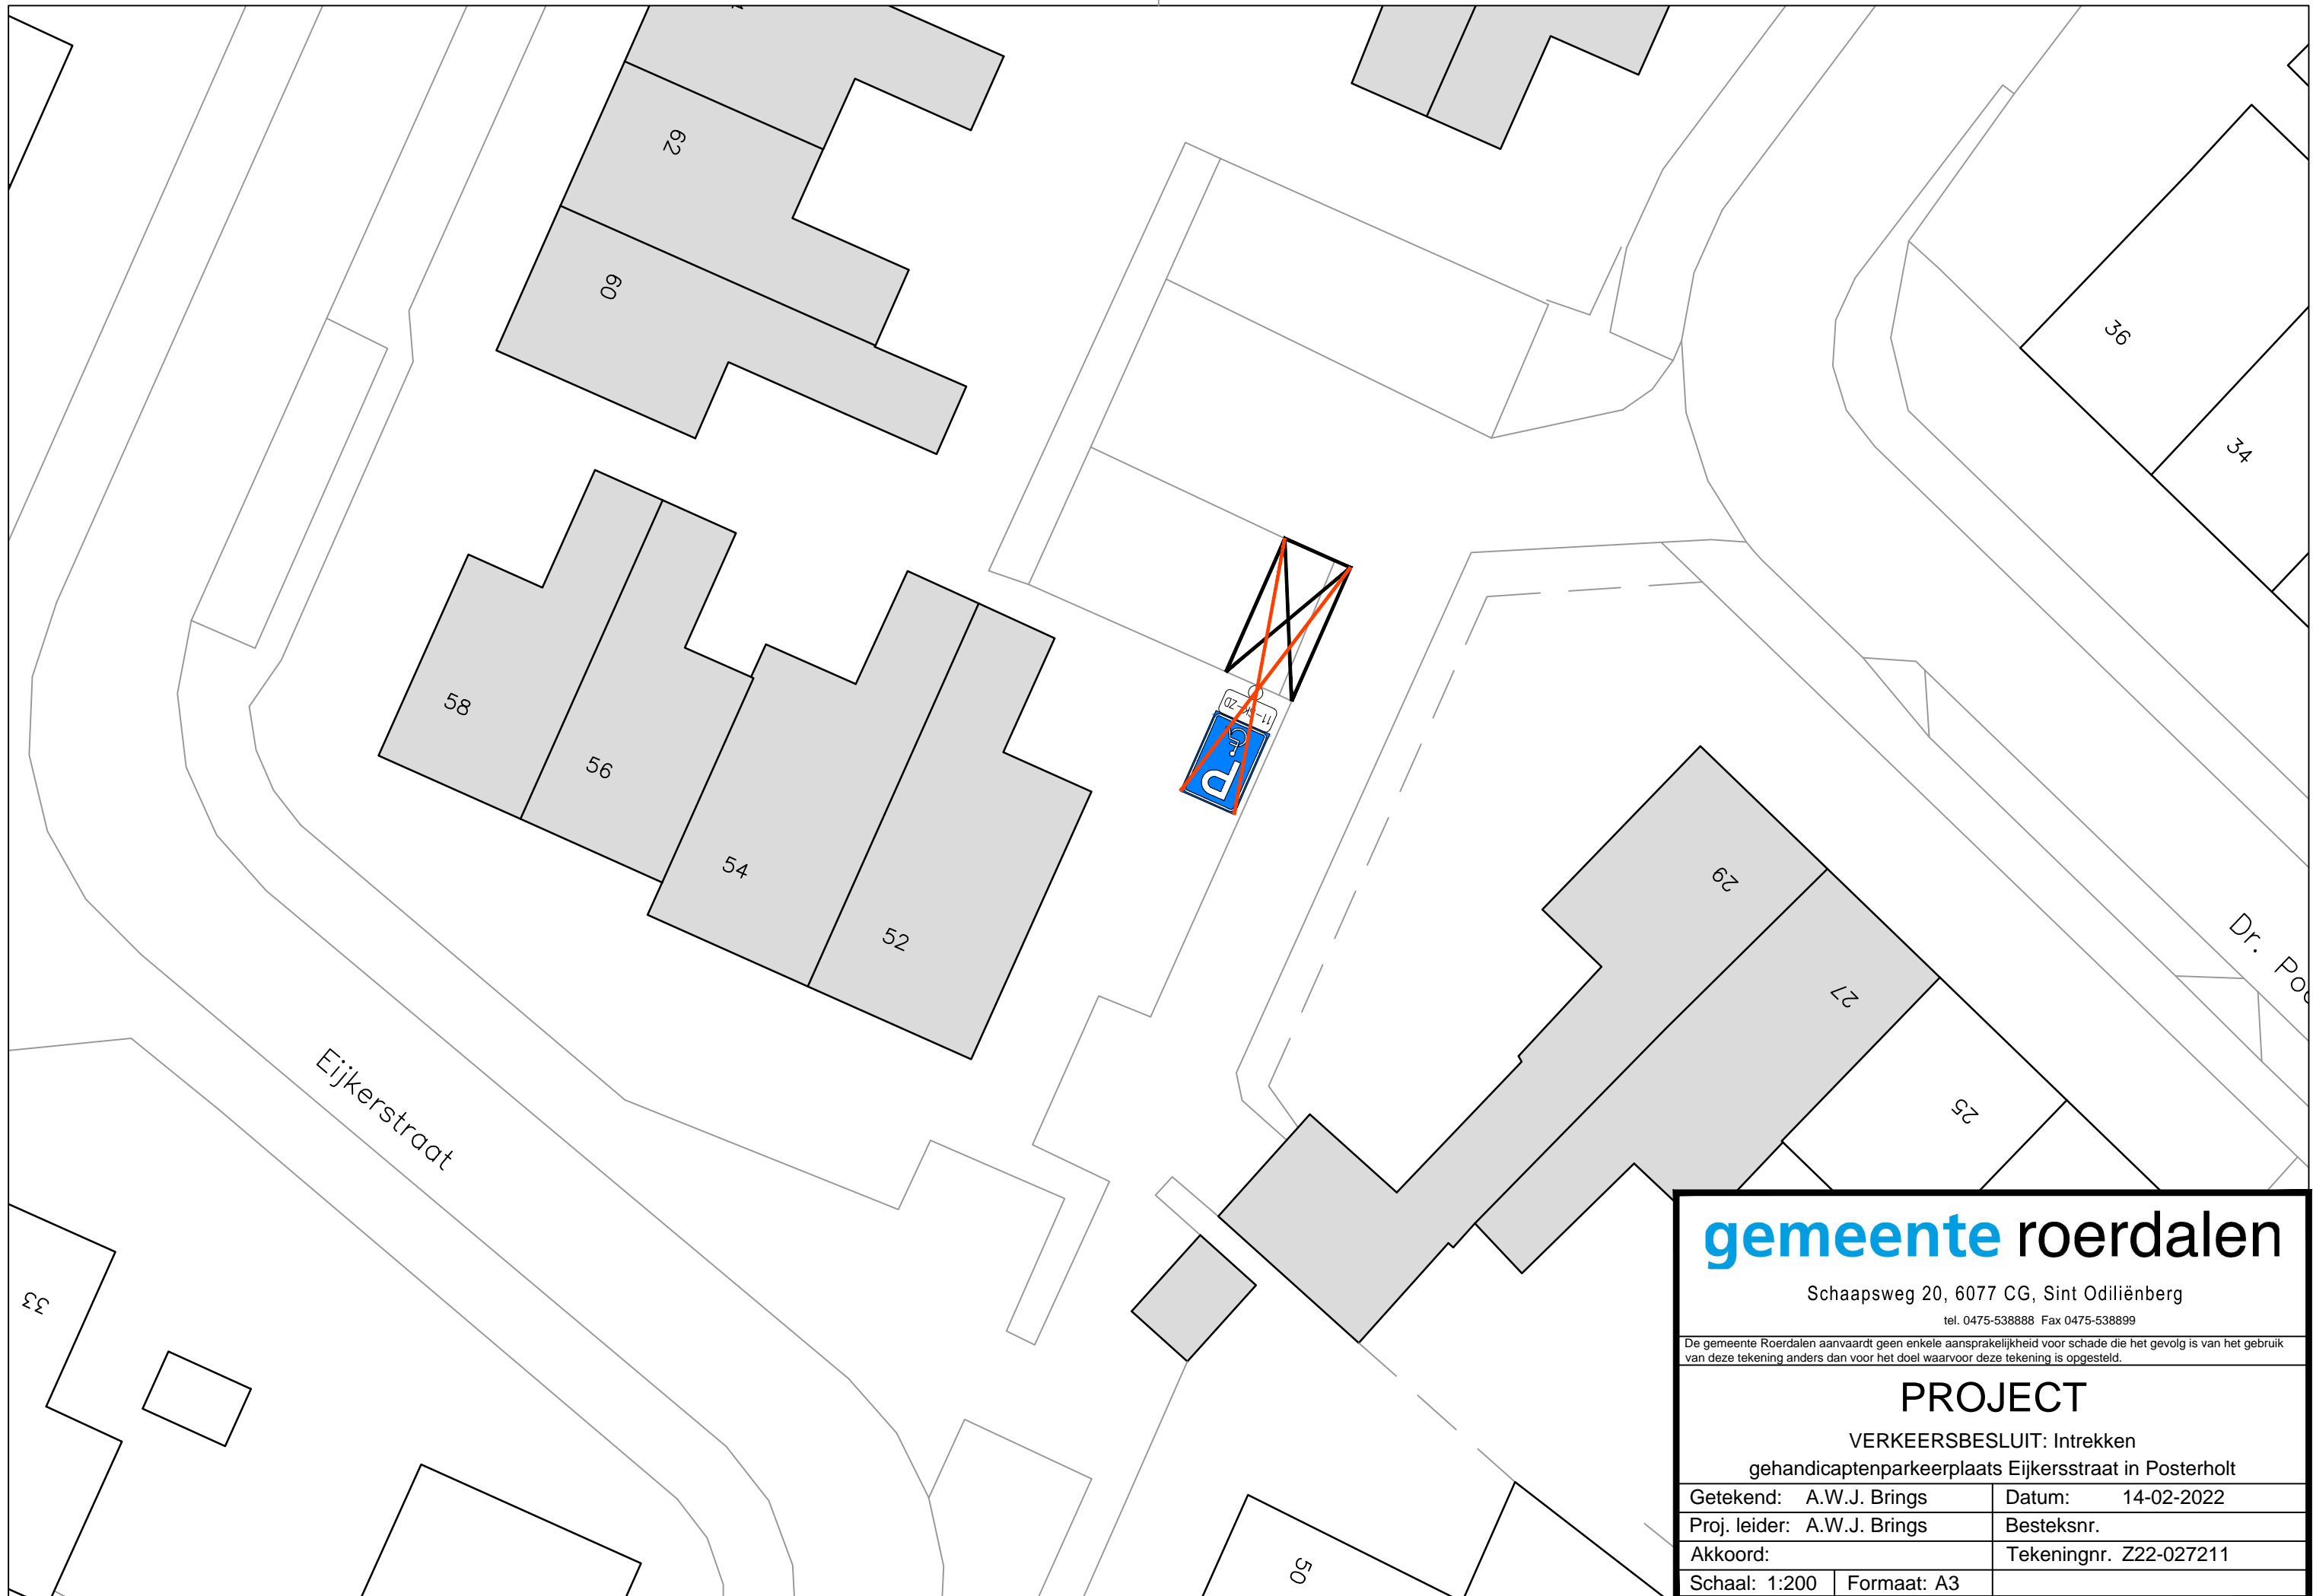 62
60
36
34
58
56
54
52
P
29
27
25
Dr.
Eijkerstraat
33
50
gemeente roerdalen
Schaapsweg 20, 6077 CG, Sint Odiliënberg
tel. 0475-538888 Fax 0475-538899
De gemeente Roerdalen aanvaardt geen enkele aansprakelijkheid voor schade die het gevolg is van het gebruik
van deze tekening anders dan voor het doel waarvoor deze tekening is opgesteld.
PROJECT
VERKEERSBESLUIT: Intrekken
gehandicaptenparkeerplaats Eijkersstraat in Posterholt
Getekend: A.W.J. Brings Datum: 14-02-2022
Proj. leider: A.W.J. Brings Besteksnr.
Akkoord: Tekeningnr. Z22-027211
Schaal: 1:200 Formaat: A3